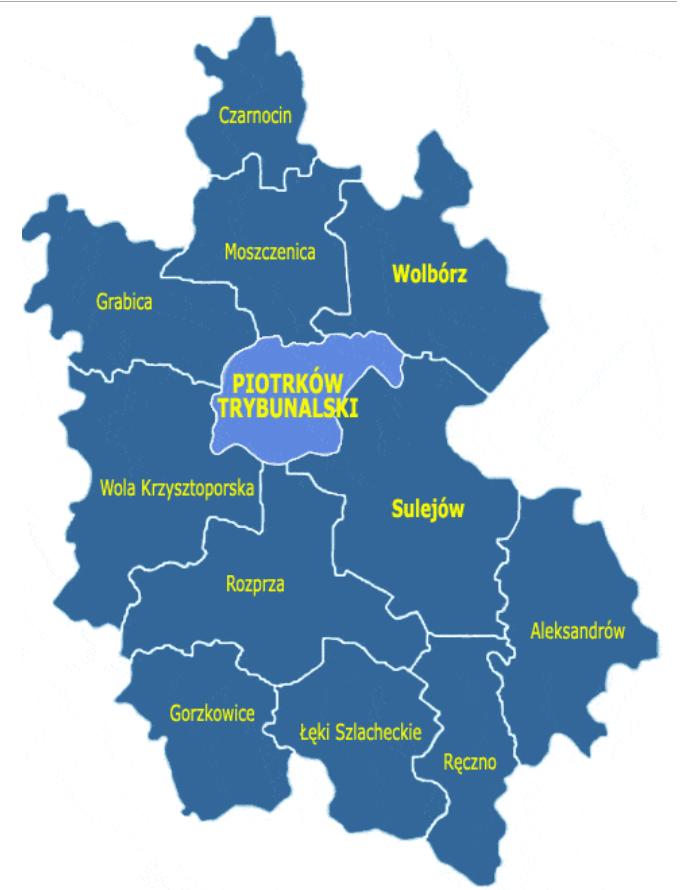 Czarnocin
Moszczenica
Wolbórz
Grabica
PIOTRKÓW
TRYBUNALSKI
Wola Krzysztoporska
Sulejów
Rozprza
Aleksandrów
Gorzkowice
Łęki Szlacheckie
Ręczno